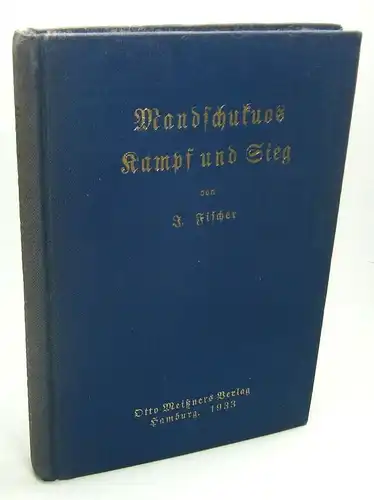 Mandschukuos
Kampf und Sieg
von
J. Fischer
Otto Meißners Verlag
Hamburg, 1933